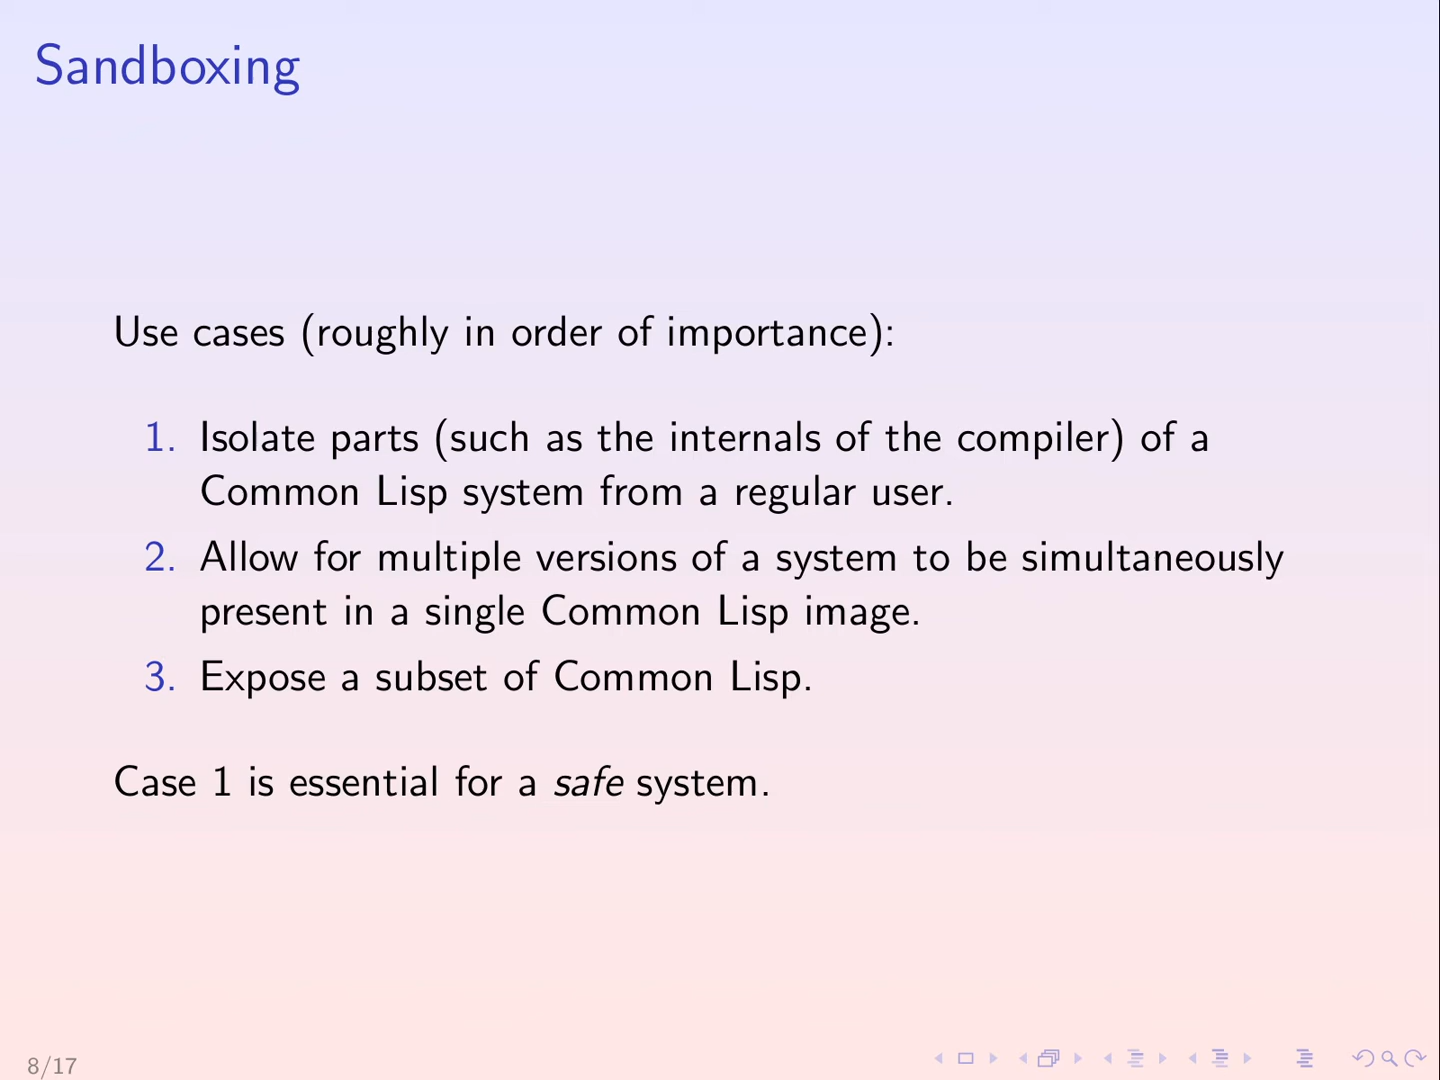 Sandboxing
Use cases (roughly in order of importance):
1. Isolate parts (such as the internals of the compiler) of a
Common Lisp system from a regular user.
2. Allow for multiple versions of a system to be simultaneously
present in a single Common Lisp image.
3. Expose a subset of Common Lisp.
Case 1 is essential for a safe system.
8/17